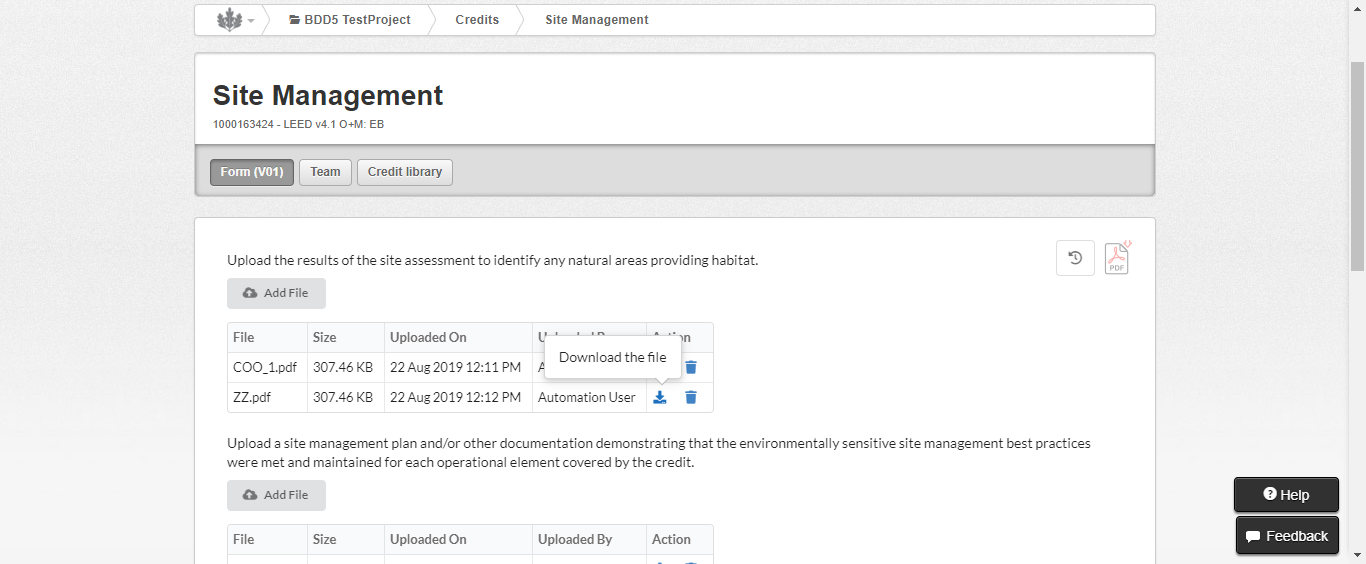 BDD5 TestProject Credits Site Management
Site Management
1000163424 - LEED v4.1 O+M: EB
Form (V01) Team Credit library
Upload the results of the site assessment to identify any natural areas providing habitat.
PDF
Add File
File Size Uploaded On
COO_1.pdf 307.46 KB 22 Aug 2019 12:11 PM
Download the file
ZZ.pdf 307.46 KB 22 Aug 2019 12:12 PM Automation User
Upload a site management plan and/or other documentation demonstrating that the environmentally sensitive site management best practices
were met and maintained for each operational element covered by the credit.
Add File
File Size Uploaded On Uploaded By Action
Help
Feedback